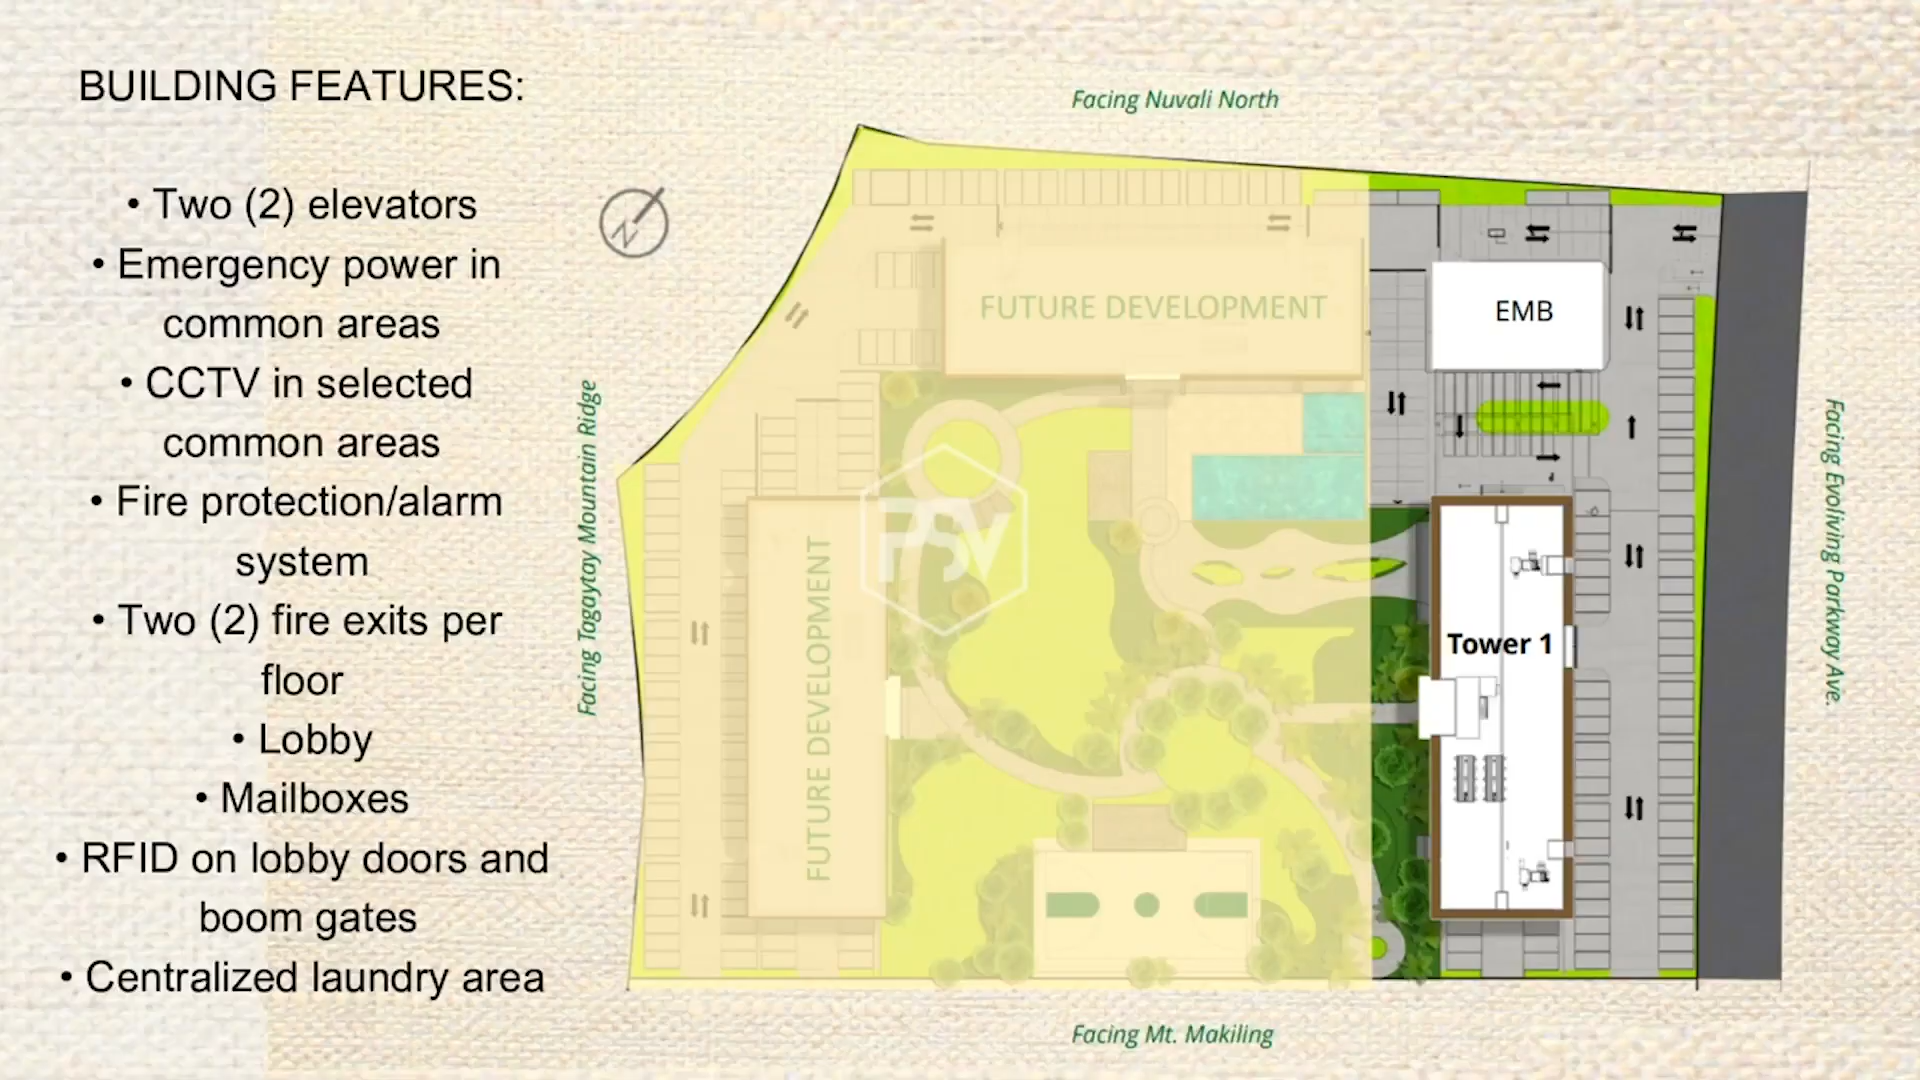 BUILDING FEATURES:
• Two (2) elevators
• Emergency power in
common areas
• CCTV in selected
common areas
• Fire protection/alarm
system
• Two (2) fire exits per
floor
• Lobby
• Mailboxes
• RFID on lobby doors and
boom gates
• Centralized laundry area
Facing Nuvali North
N
FUTURE DEVELOPMENT
EMB
Facing Tagaytay Mountain Ridge
FUTURE DEVELOPMENT
PSV
Tower 1
Facing Evolving Parkway Ave.
Facing Mt. Makiling